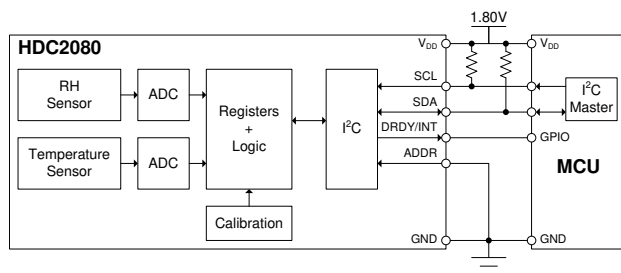 1.80V
HDC2080
RH
Sensor
ADC
Temperature
Sensor
ADC
Registers
+
Logic
Calibration
I²C
VDD
SCL
SDA
DRDY/INT
ADDR
GND
VDD
I²C
Master
GPIO
MCU
GND